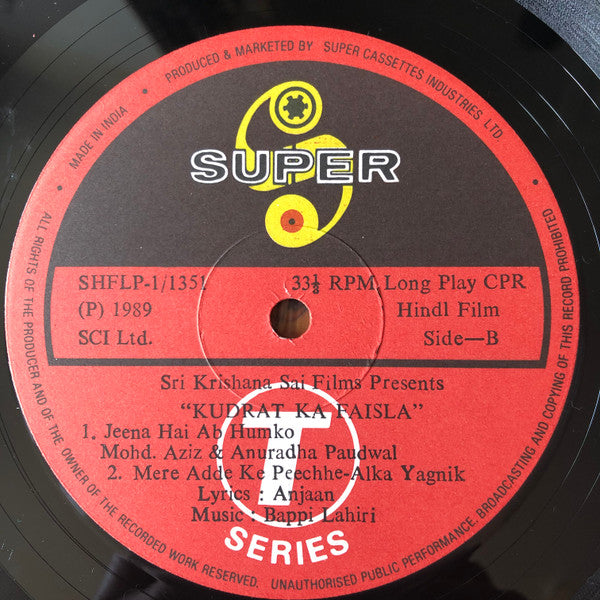 MADE IN INDIA • PRODUCED & MARKETED BY SUPER CASSETTES INDUSTRIES LTD
SUPER
SHFLP-1/1351 33⅓ RPM Long Play CPR
(P) 1989 Hindl Film
SCI Ltd. Side—B
Sri Krishana Sai Films Presents
“KUDRAT KA FAISLA”
1. Jeena Hai Ab Humko
Mohd. Aziz & Anuradha Paudwal
2. Mere Adde Ke Peechhe-Alka Yagnik
Lyrics : Anjaan
Music : Bappi Lahiri
T
SERIES
ALL RIGHTS OF THE PRODUCER AND OF THE OWNER OF THE RECORDED WORK RESERVED. UNAUTHORISED PUBLIC PERFORMANCE, BROADCASTING AND COPYING OF THIS RECORD PROHIBITED